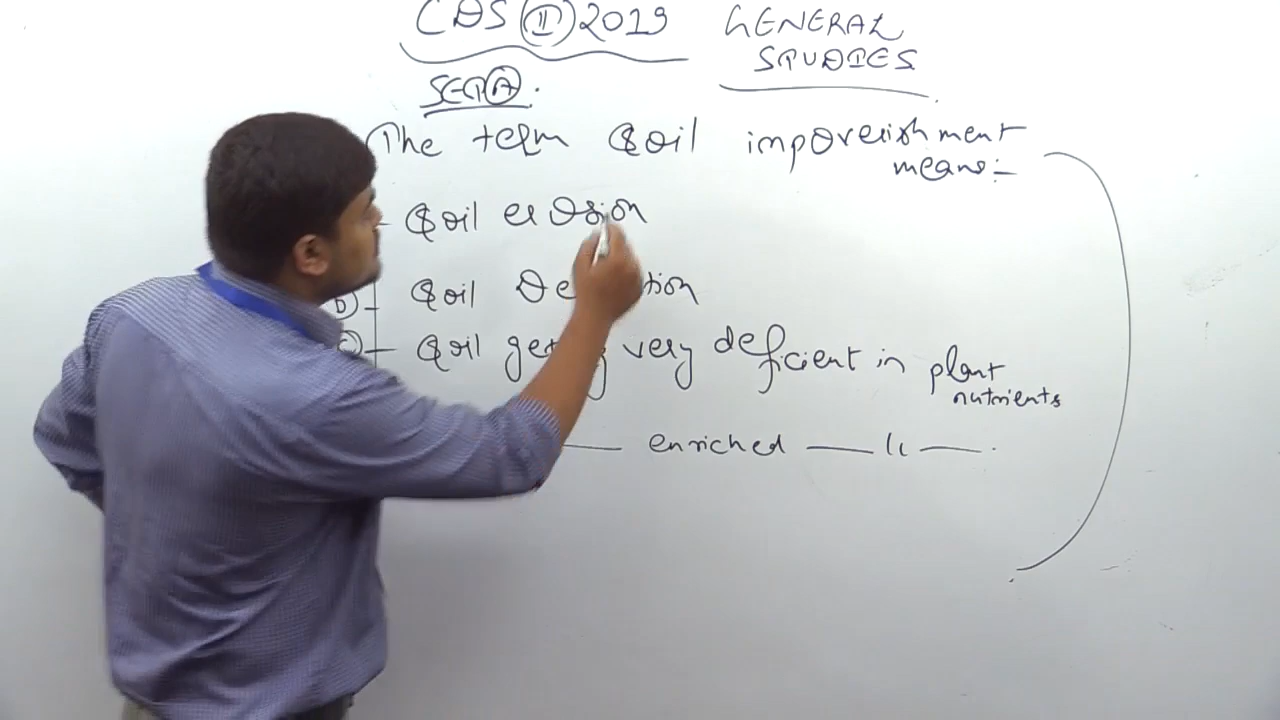 CDS II 2019 GENERAL
STUDIES
SET A.
The term Soil impoverishment
means:-
- Soil erosion
(B) - Soil
(C) - Soil very deficient in plant
nutrients
—— enriched —— 11 ——.